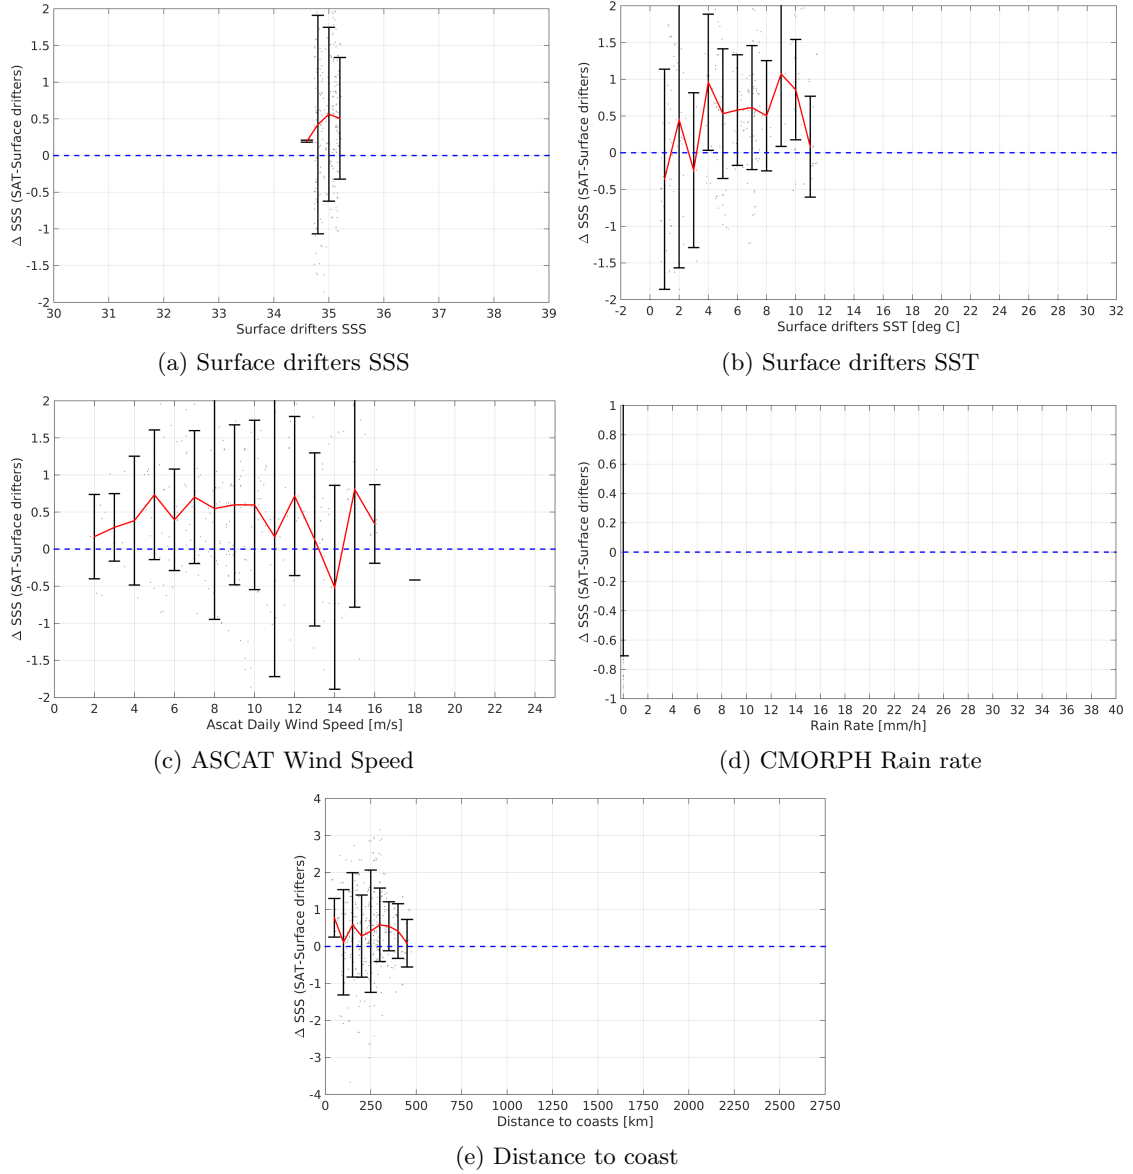 2
1.5
1
0.5
0
-0.5
-1
-1.5
-2
Δ SSS (SAT-Surface drifters)
30 31 32 33 34 35 36 37 38 39
Surface drifters SSS
(a) Surface drifters SSS
2
1.5
1
0.5
0
-0.5
-1
-1.5
-2
Δ SSS (SAT-Surface drifters)
-2 0 2 4 6 8 10 12 14 16 18 20 22 24 26 28 30 32
Surface drifters SST [deg C]
(b) Surface drifters SST
2
1.5
1
0.5
0
-0.5
-1
-1.5
-2
Δ SSS (SAT-Surface drifters)
0 2 4 6 8 10 12 14 16 18 20 22 24
Ascat Daily Wind Speed [m/s]
(c) ASCAT Wind Speed
1
0.8
0.6
0.4
0.2
0
-0.2
-0.4
-0.6
-0.8
-1
Δ SSS (SAT-Surface drifters)
0 2 4 6 8 10 12 14 16 18 20 22 24 26 28 30 32 34 36 38 40
Rain Rate [mm/h]
(d) CMORPH Rain rate
4
3
2
1
0
-1
-2
-3
-4
Δ SSS (SAT-Surface drifters)
0 250 500 750 1000 1250 1500 1750 2000 2250 2500 2750
Distance to coasts [km]
(e) Distance to coast